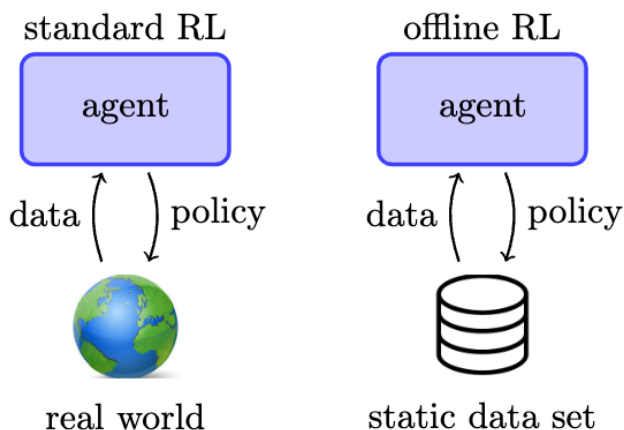 standard RL
agent
data
policy
real world
offline RL
agent
data
policy
static data set